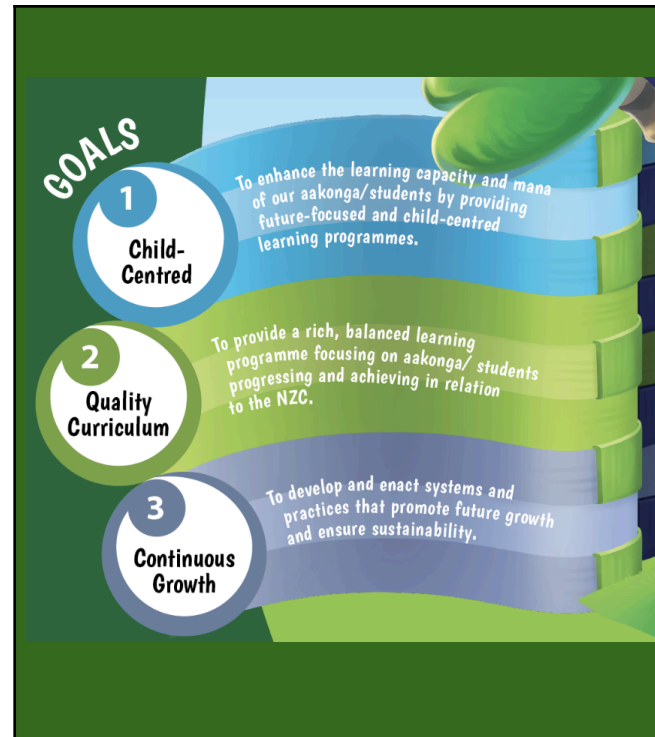 GOALS
1
Child-
Centred
To enhance the learning capacity and mana
of our aakonga/students by providing
future-focused and child-centred
learning programmes.
2
Quality
Curriculum
To provide a rich, balanced learning
programme focusing on aakonga/ students
progressing and achieving in relation
to the NZC.
3
Continuous
Growth
To develop and enact systems and
practices that promote future growth
and ensure sustainability.